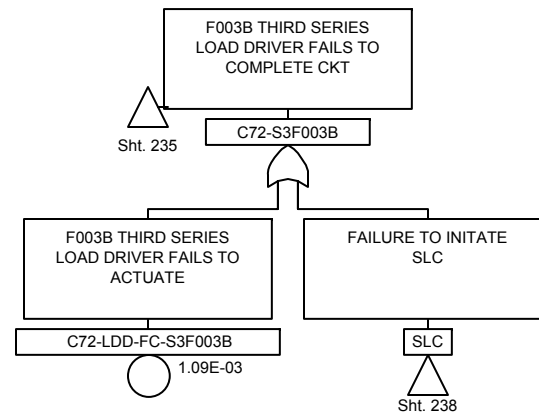 F003B THIRD SERIES
LOAD DRIVER FAILS TO
COMPLETE CKT
Sht. 235
C72-S3F003B
F003B THIRD SERIES
LOAD DRIVER FAILS TO
ACTUATE
C72-LDD-FC-S3F003B
1.09E-03
FAILURE TO INITATE
SLC
SLC
Sht. 238